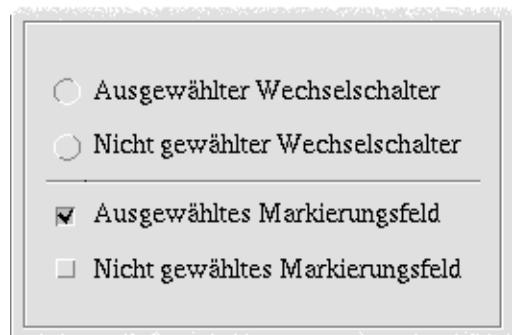 Ausgewählter Wechselschalter
Nicht gewählter Wechselschalter
Ausgewähltes Markierungsfeld
Nicht gewähltes Markierungsfeld